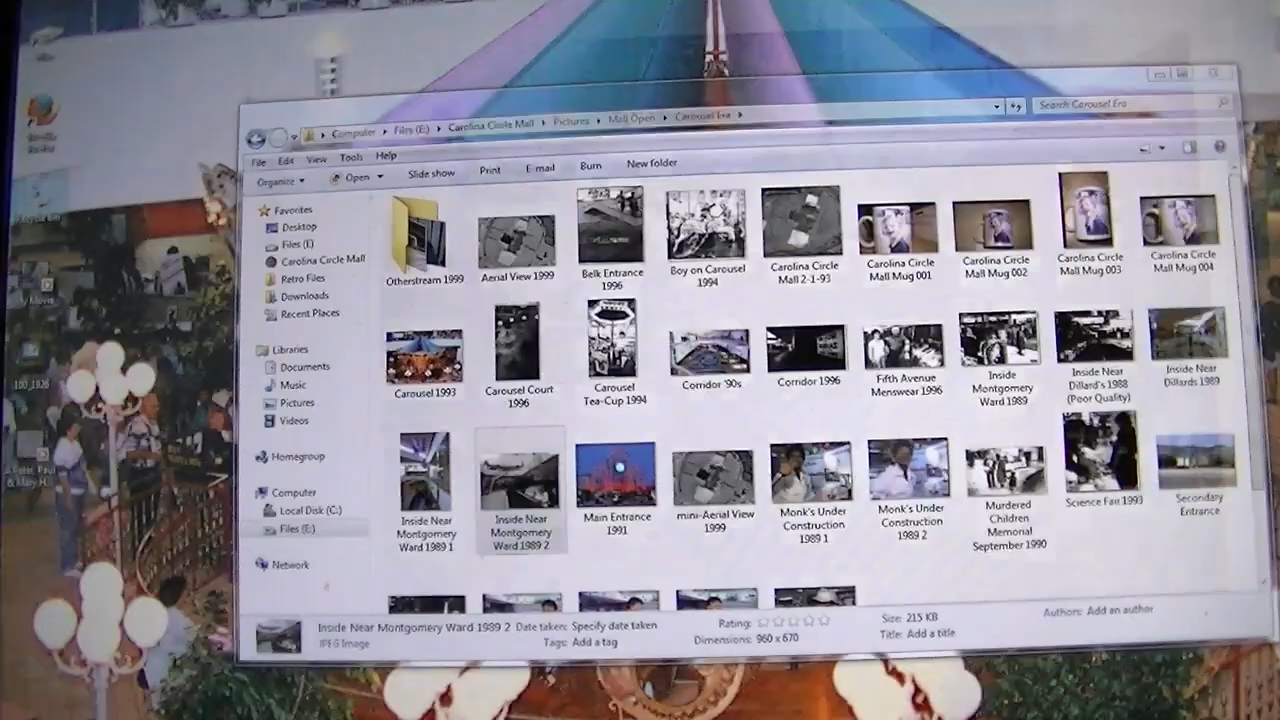 Computer ▸ Files (E:) ▸ Carolina Circle Mall ▸ Pictures ▸ Mall Open ▸ Carousel Era ▸
Search Carousel Era
File Edit View Tools Help
Organize Open Slide show Print E-mail Burn New folder
Favorites
Desktop
Files (E)
Carolina Circle Mall
Retro Files
Downloads
Recent Places
Libraries
Documents
Music
Pictures
Videos
Homegroup
Computer
Local Disk (C:)
Files (E:)
Network
Otherstream 1999
Aerial View 1999
Belk Entrance
1996
Boy on Carousel
1994
Carolina Circle
Mall 2-1-93
Carolina Circle
Mall Mug 001
Carolina Circle
Mall Mug 002
Carolina Circle
Mall Mug 003
Carolina Circle
Mall Mug 004
Carousel 1993
Carousel Court
1996
Carousel
Tea-Cup 1994
Corridor '90s
Corridor 1996
Fifth Avenue
Menswear 1996
Inside
Montgomery
Ward 1989
Inside Near
Dillard's 1988
(Poor Quality)
Inside Near
Dillards 1989
Inside Near
Montgomery
Ward 1989 1
Inside Near
Montgomery
Ward 1989 2
Main Entrance
1991
mini-Aerial View
1999
Monk's Under
Construction
1989 1
Monk's Under
Construction
1989 2
Murdered
Children
Memorial
September 1990
Science Fair 1993
Secondary
Entrance
Inside Near Montgomery Ward 1989 2 Date taken: Specify date taken Rating: Size: 215 KB Authors: Add an author
JPEG Image Tags: Add a tag Dimensions: 960 x 670 Title: Add a title
100_1926